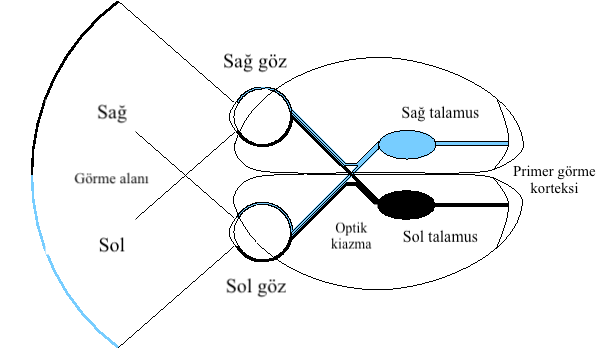 Sağ göz
Sağ
Sağ talamus
Görme alanı
Primer görme
korteksi
Sol
Optik
kiazma
Sol talamus
Sol göz